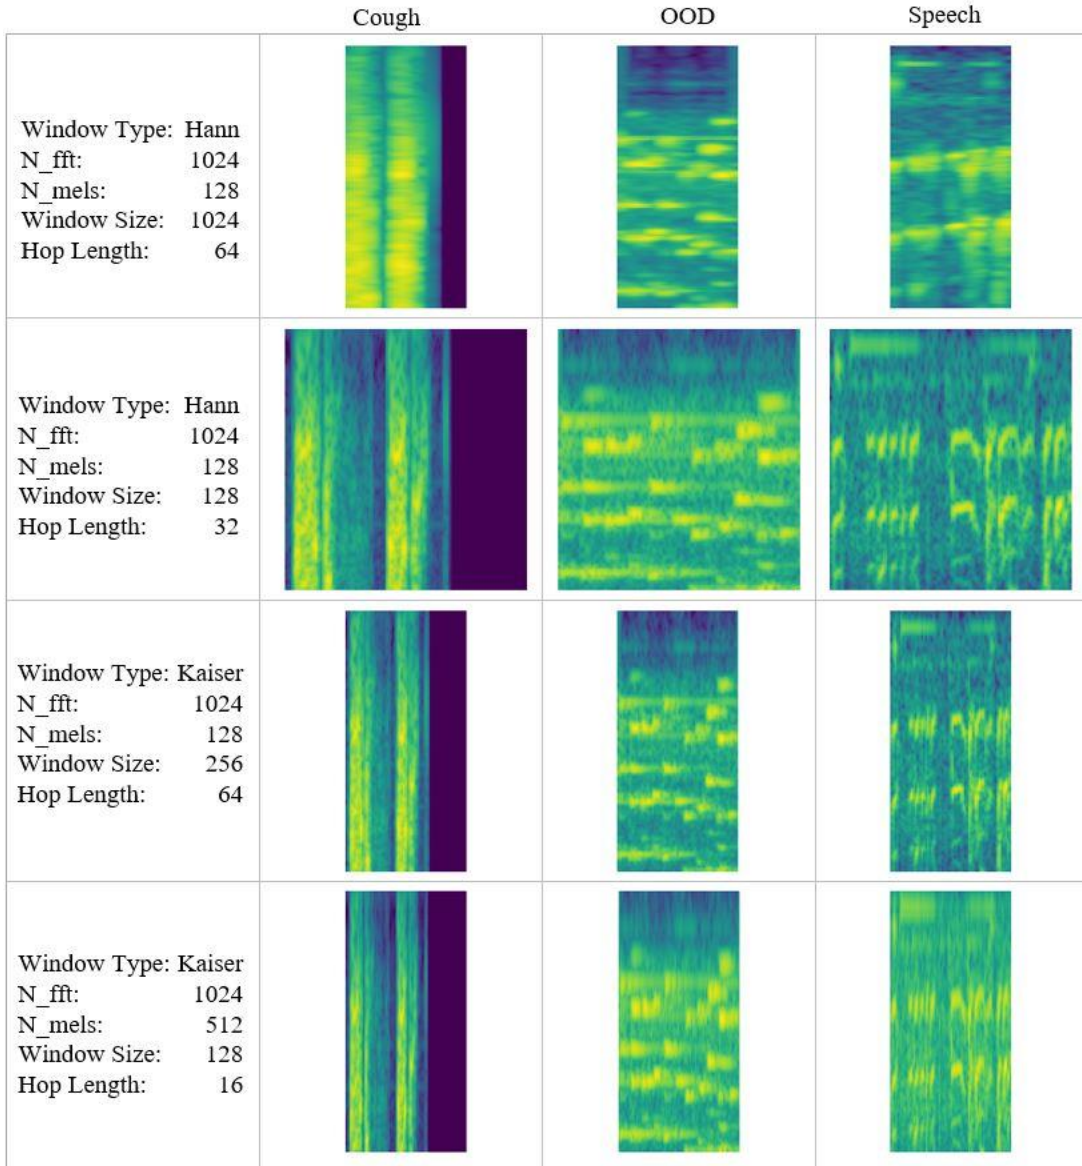 Cough OOD Speech
Window Type: Hann
N_fft: 1024
N_mels: 128
Window Size: 1024
Hop Length: 64
Window Type: Hann
N_fft: 1024
N_mels: 128
Window Size: 128
Hop Length: 32
Window Type: Kaiser
N_fft: 1024
N_mels: 128
Window Size: 256
Hop Length: 64
Window Type: Kaiser
N_fft: 1024
N_mels: 512
Window Size: 128
Hop Length: 16